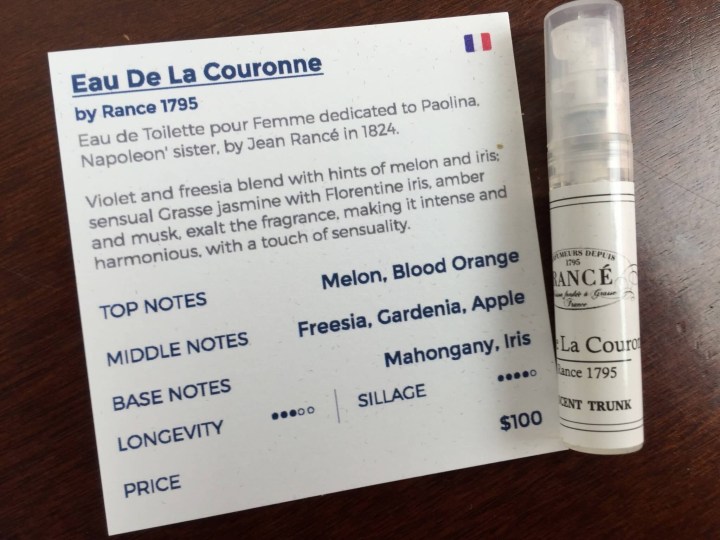 Eau De La Couronne
by Rance 1795
Eau de Toilette pour Femme dedicated to Paolina,
Napoleon' sister, by Jean Rancé in 1824.
Violet and freesia blend with hints of melon and iris;
sensual Grasse jasmine with Florentine iris, amber
and musk, exalt the fragrance, making it intense and
harmonious, with a touch of sensuality.
TOP NOTES Melon, Blood Orange
MIDDLE NOTES Freesia, Gardenia, Apple
BASE NOTES Mahongany, Iris
LONGEVITY SILLAGE
PRICE $100
DEPUIS
1795
RANCÉ
à Grasse
France
La Couron
Rance 1795
CENT TRUNK